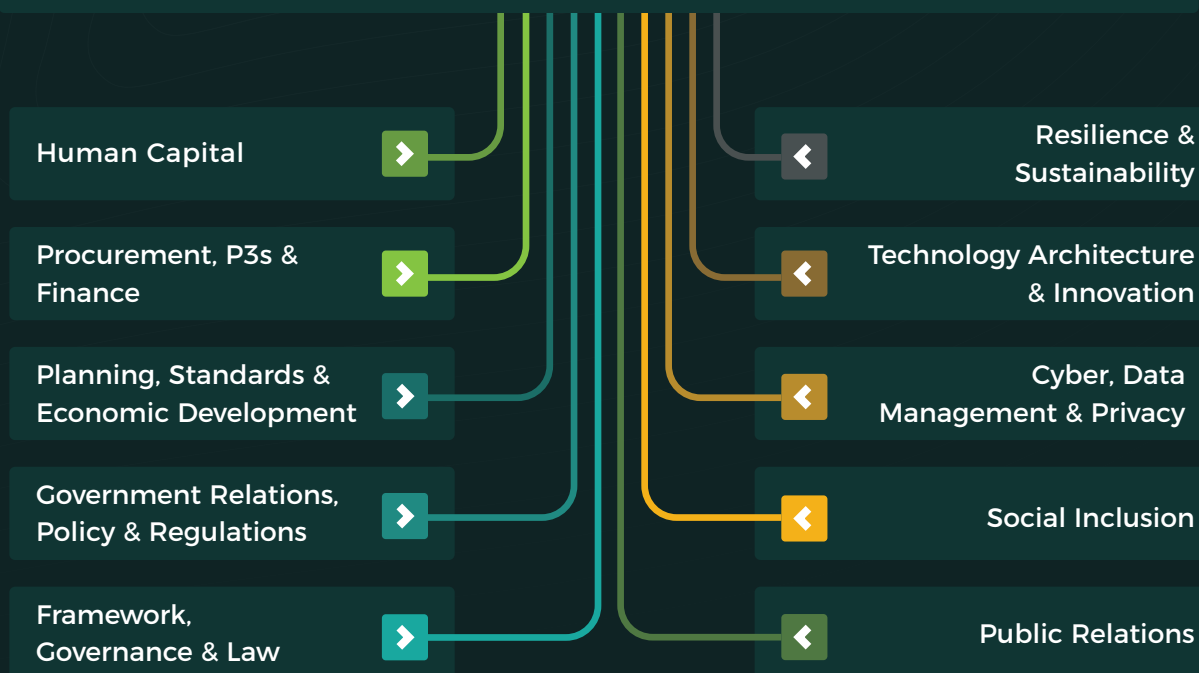 Human Capital
Procurement, P3s &
Finance
Planning, Standards &
Economic Development
Government Relations,
Policy & Regulations
Framework,
Governance & Law
Resilience &
Sustainability
Technology Architecture
& Innovation
Cyber, Data
Management & Privacy
Social Inclusion
Public Relations